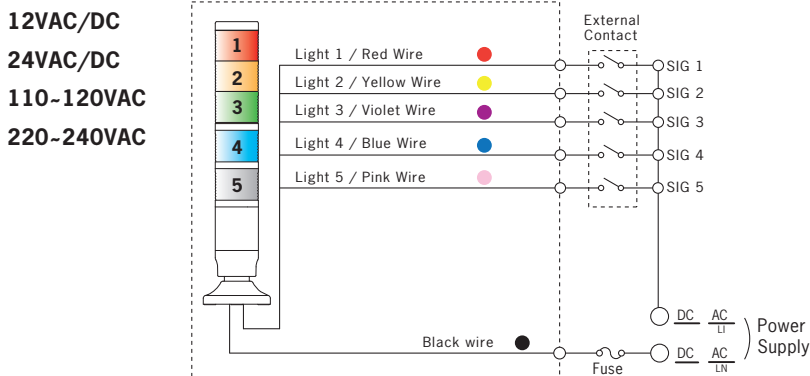 12VAC/DC
24VAC/DC
110~120VAC
220~240VAC
1
2
3
4
5
Light 1 / Red Wire
Light 2 / Yellow Wire
Light 3 / Violet Wire
Light 4 / Blue Wire
Light 5 / Pink Wire
External
Contact
SIG 1
SIG 2
SIG 3
SIG 4
SIG 5
Black wire
Fuse
DC AC
LI
DC AC
LN
Power
Supply